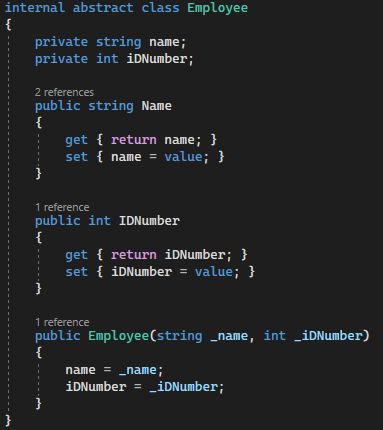 internal abstract class Employee
{
private string name;
private int iDNumber;
2 references
public string Name
{
get { return name; }
set { name = value; }
}
1 reference
public int IDNumber
{
get { return iDNumber; }
set { iDNumber = value; }
}
1 reference
public Employee(string _name, int _iDNumber)
{
name = _name;
iDNumber = _iDNumber;
}
}